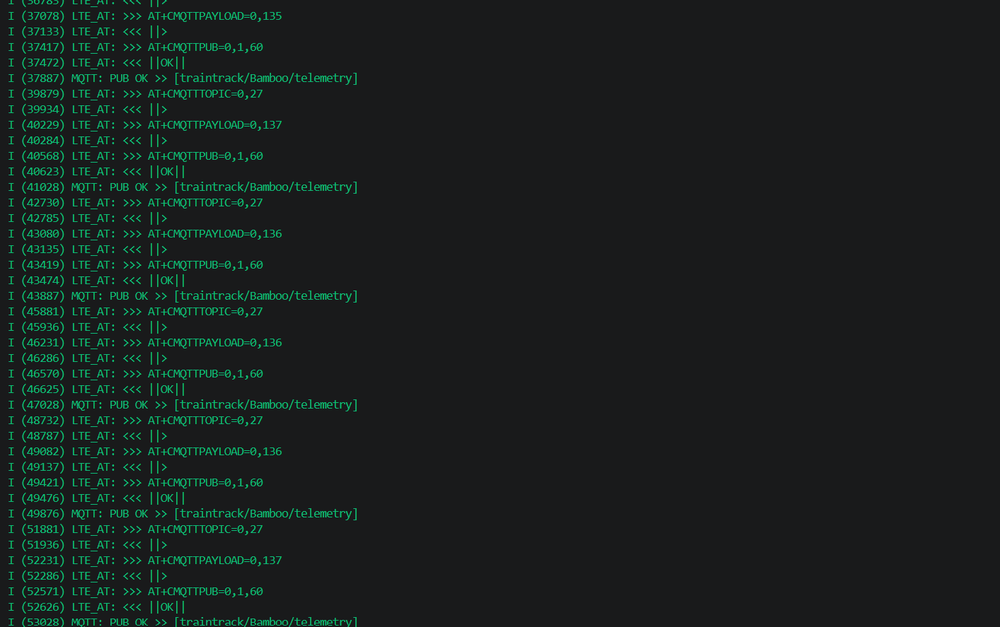 I (36783) LTE_AT: <<< ||>
I (37078) LTE_AT: >>> AT+CMQTTPAYLOAD=0,135
I (37133) LTE_AT: <<< ||>
I (37417) LTE_AT: >>> AT+CMQTTPUB=0,1,60
I (37472) LTE_AT: <<< ||OK||
I (37887) MQTT: PUB OK >> [traintrack/Bamboo/telemetry]
I (39879) LTE_AT: >>> AT+CMQTTTOPIC=0,27
I (39934) LTE_AT: <<< ||>
I (40229) LTE_AT: >>> AT+CMQTTPAYLOAD=0,137
I (40284) LTE_AT: <<< ||>
I (40568) LTE_AT: >>> AT+CMQTTPUB=0,1,60
I (40623) LTE_AT: <<< ||OK||
I (41028) MQTT: PUB OK >> [traintrack/Bamboo/telemetry]
I (42730) LTE_AT: >>> AT+CMQTTTOPIC=0,27
I (42785) LTE_AT: <<< ||>
I (43080) LTE_AT: >>> AT+CMQTTPAYLOAD=0,136
I (43135) LTE_AT: <<< ||>
I (43419) LTE_AT: >>> AT+CMQTTPUB=0,1,60
I (43474) LTE_AT: <<< ||OK||
I (43887) MQTT: PUB OK >> [traintrack/Bamboo/telemetry]
I (45881) LTE_AT: >>> AT+CMQTTTOPIC=0,27
I (45936) LTE_AT: <<< ||>
I (46231) LTE_AT: >>> AT+CMQTTPAYLOAD=0,136
I (46286) LTE_AT: <<< ||>
I (46570) LTE_AT: >>> AT+CMQTTPUB=0,1,60
I (46625) LTE_AT: <<< ||OK||
I (47028) MQTT: PUB OK >> [traintrack/Bamboo/telemetry]
I (48732) LTE_AT: >>> AT+CMQTTTOPIC=0,27
I (48787) LTE_AT: <<< ||>
I (49082) LTE_AT: >>> AT+CMQTTPAYLOAD=0,136
I (49137) LTE_AT: <<< ||>
I (49421) LTE_AT: >>> AT+CMQTTPUB=0,1,60
I (49476) LTE_AT: <<< ||OK||
I (49876) MQTT: PUB OK >> [traintrack/Bamboo/telemetry]
I (51881) LTE_AT: >>> AT+CMQTTTOPIC=0,27
I (51936) LTE_AT: <<< ||>
I (52231) LTE_AT: >>> AT+CMQTTPAYLOAD=0,137
I (52286) LTE_AT: <<< ||>
I (52571) LTE_AT: >>> AT+CMQTTPUB=0,1,60
I (52626) LTE_AT: <<< ||OK||
I (53028) MQTT: PUB OK >> [traintrack/Bamboo/telemetry]